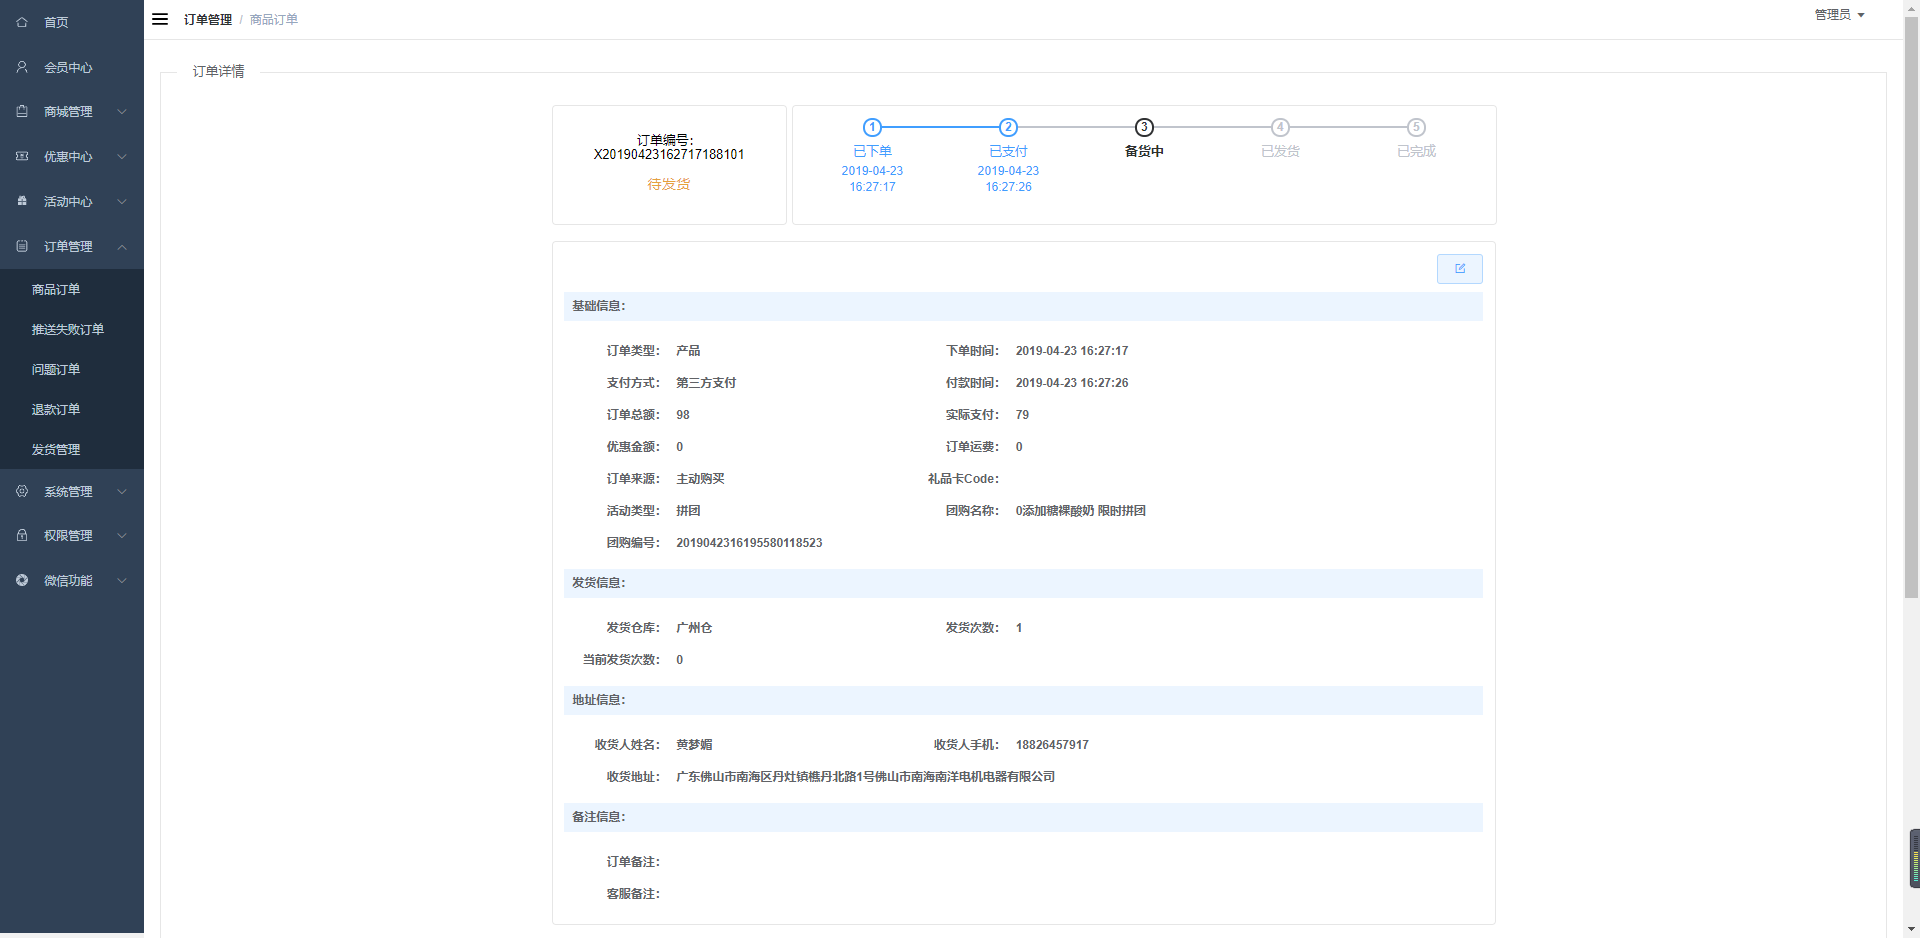 首页
会员中心
商城管理
优惠中心
活动中心
订单管理
商品订单
推送失败订单
问题订单
退款订单
发货管理
系统管理
权限管理
微信功能
订单管理 / 商品订单
管理员
订单详情
订单编号：
X20190423162717188101
待发货
1 2 3 4 5
已下单 已支付 备货中 已发货 已完成
2019-04-23 2019-04-23
16:27:17 16:27:26
基础信息：
订单类型： 产品 下单时间： 2019-04-23 16:27:17
支付方式： 第三方支付 付款时间： 2019-04-23 16:27:26
订单总额： 98 实际支付： 79
优惠金额： 0 订单运费： 0
订单来源： 主动购买 礼品卡Code：
活动类型： 拼团 团购名称： 0添加糖裸酸奶 限时拼团
团购编号： 2019042316195580118523
发货信息：
发货仓库： 广州仓 发货次数： 1
当前发货次数： 0
地址信息：
收货人姓名： 黄梦媚 收货人手机： 18826457917
收货地址： 广东佛山市南海区丹灶镇樵丹北路1号佛山市南海南洋电机电器有限公司
备注信息：
订单备注：
客服备注：